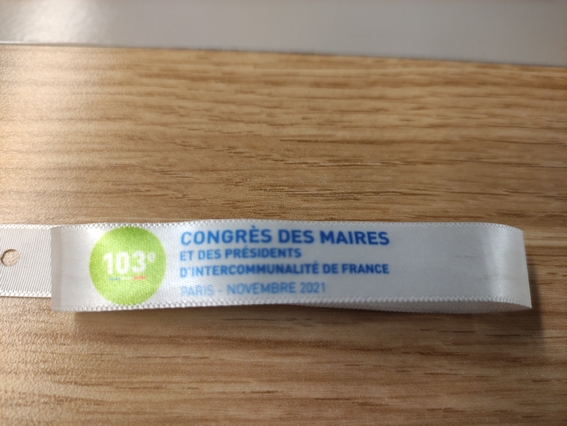 103e
CONGRÈS DES MAIRES
ET DES PRÉSIDENTS
D'INTERCOMMUNALITÉ DE FRANCE
PARIS - NOVEMBRE 2021